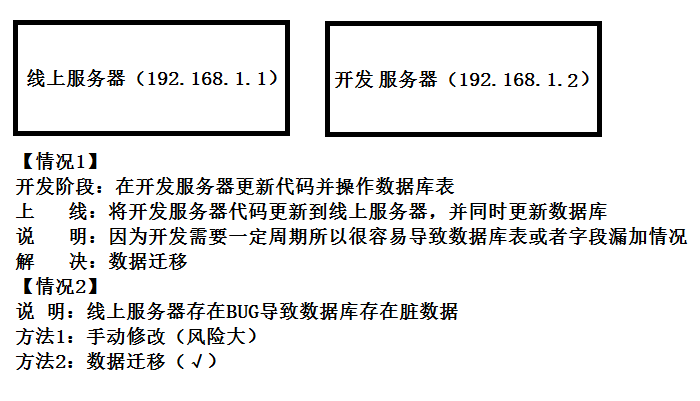 线上服务器（192.168.1.1）
开发 服务器（192.168.1.2）
【情况1】
开发阶段：在开发服务器更新代码并操作数据库表
上　　线：将开发服务器代码更新到线上服务器，并同时更新数据库
说　　明：因为开发需要一定周期所以很容易导致数据库表或者字段漏加情况
解　　决：数据迁移
【情况2】
说 明：线上服务器存在BUG导致数据库存在脏数据
方法1：手动修改（风险大）
方法2：数据迁移（√）